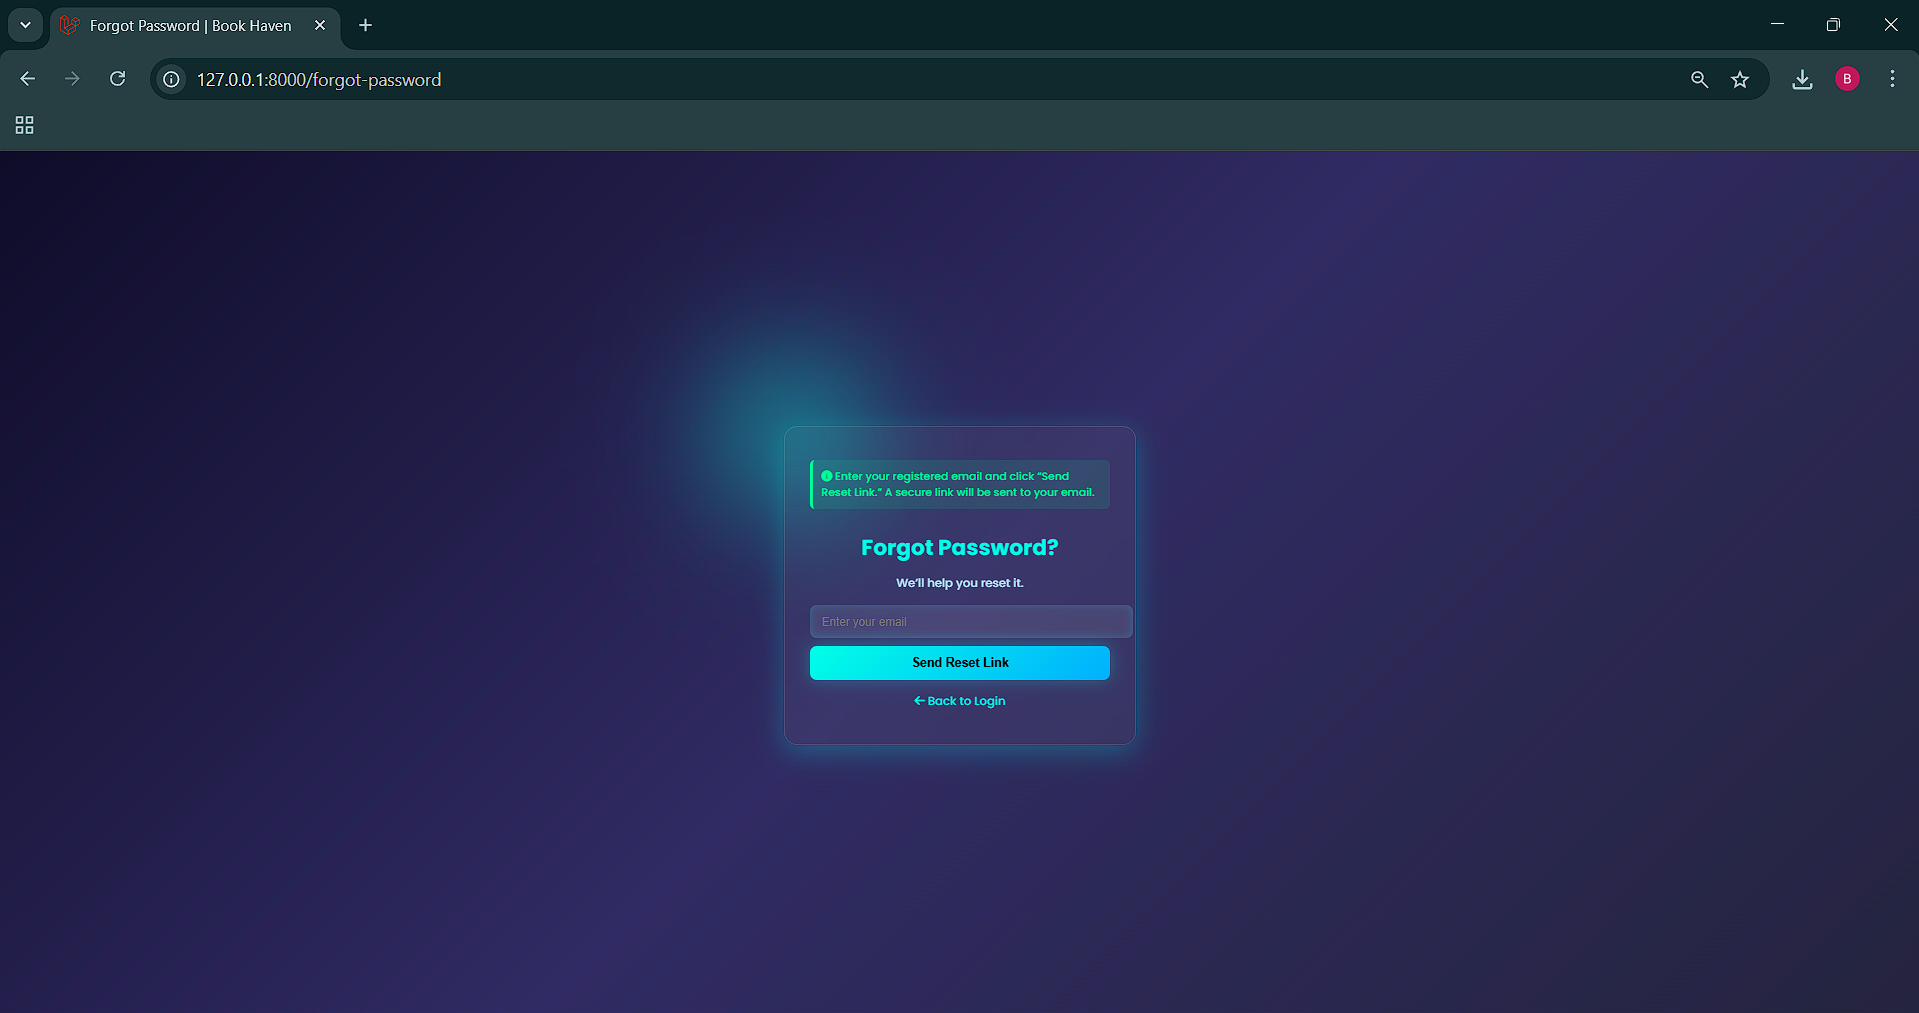 Forgot Password | Book Haven
127.0.0.1:8000/forgot-password
B
Enter your registered email and click “Send
Reset Link.” A secure link will be sent to your email.
Forgot Password?
We’ll help you reset it.
Enter your email
Send Reset Link
Back to Login